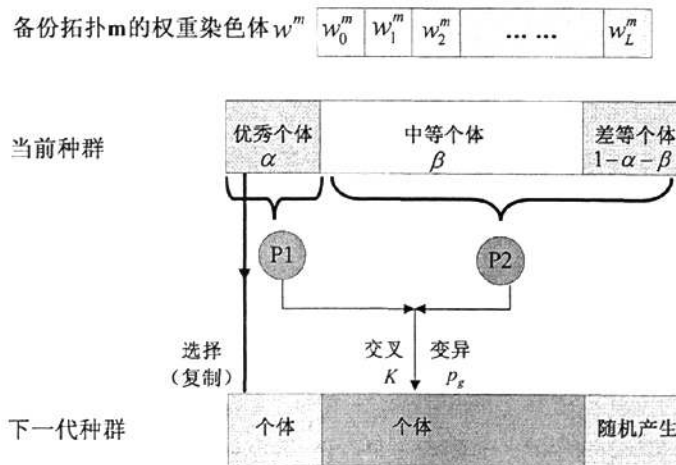 备份拓扑m的权重染色体 w^m w_0^m w_1^m w_2^m …… w_L^m
当前种群 优秀个体 α 中等个体 β 差等个体 1-α-β
P1 P2
选择 (复制) 交叉 K 变异 p_g
下一代种群 个体 个体 随机产生